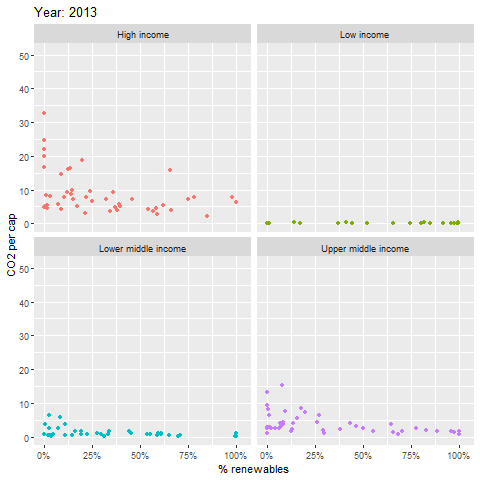 Year: 2013
High income
Low income
50
40
30
20
10
0
CO2 per cap
Lower middle income
Upper middle income
50
40
30
20
10
0
0% 25% 50% 75% 100% 0% 25% 50% 75% 100%
% renewables